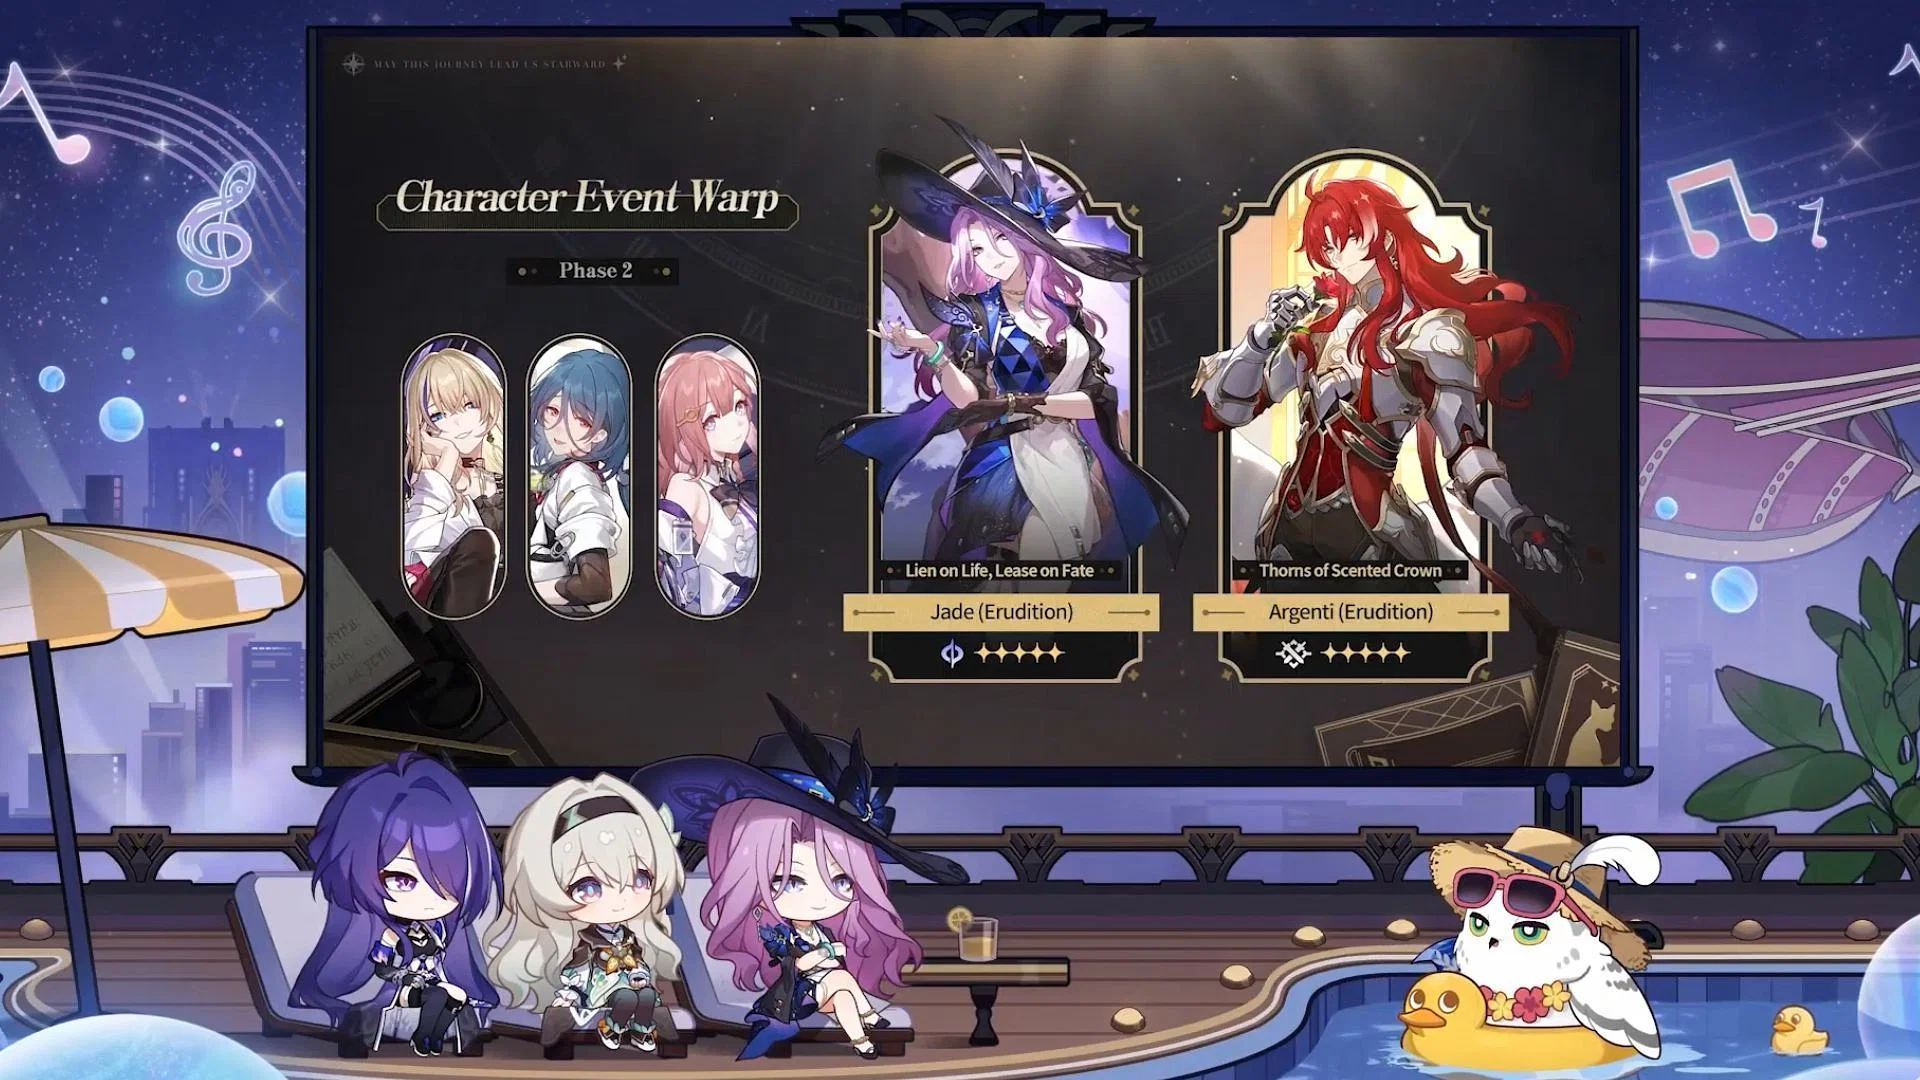 MAY THIS JOURNEY LEAD US STARWARD
Character Event Warp
Phase 2
Lien on Life, Lease on Fate
Jade (Erudition)
Thorns of Scented Crown
Argenti (Erudition)